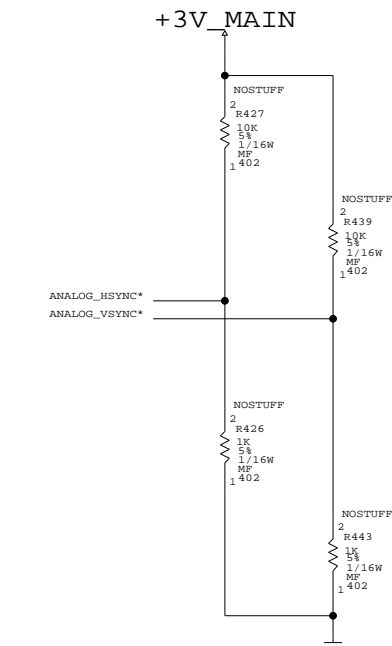 +3V_MAIN
NOSTUFF
2
R427
10K
5%
1/16W
MF
1 402
NOSTUFF
2
R439
10K
5%
1/16W
MF
1 402
ANALOG_HSYNC*
ANALOG_VSYNC*
NOSTUFF
2
R426
1K
5%
1/16W
MF
1 402
NOSTUFF
2
R443
1K
5%
1/16W
MF
1 402